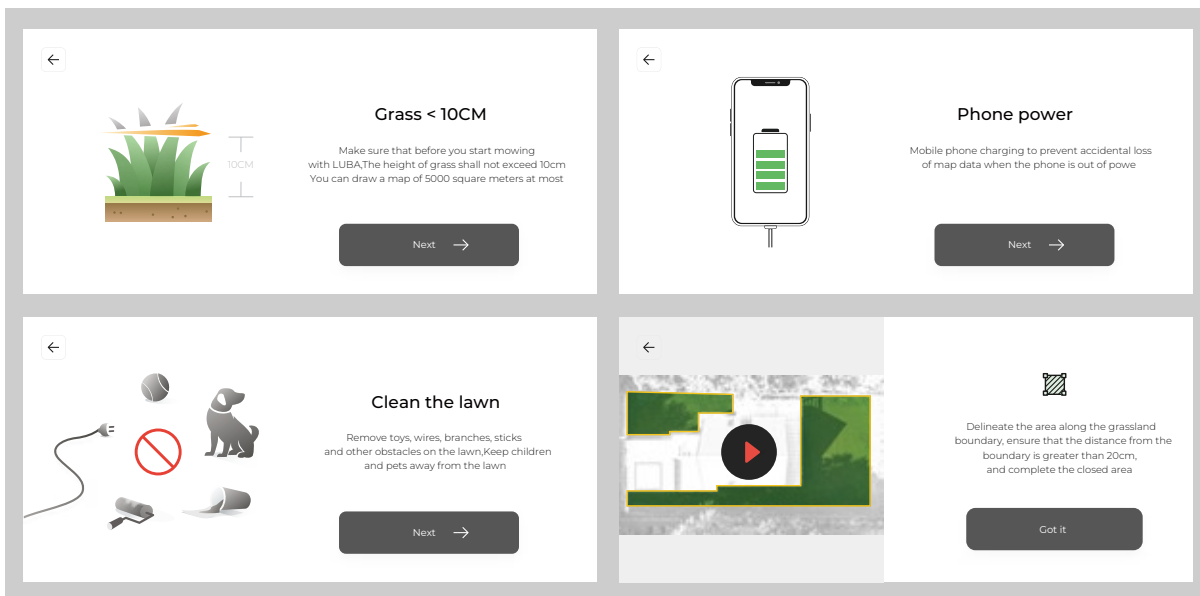 Grass < 10CM
10CM
Make sure that before you start mowing
with LUBA,The height of grass shall not exceed 10cm
You can draw a map of 5000 square meters at most
Next
Phone power
Mobile phone charging to prevent accidental loss
of map data when the phone is out of powe
Next
Clean the lawn
Remove toys, wires, branches, sticks
and other obstacles on the lawn,Keep children
and pets away from the lawn
Next
Delineate the area along the grassland
boundary, ensure that the distance from the
boundary is greater than 20cm,
and complete the closed area
Got it